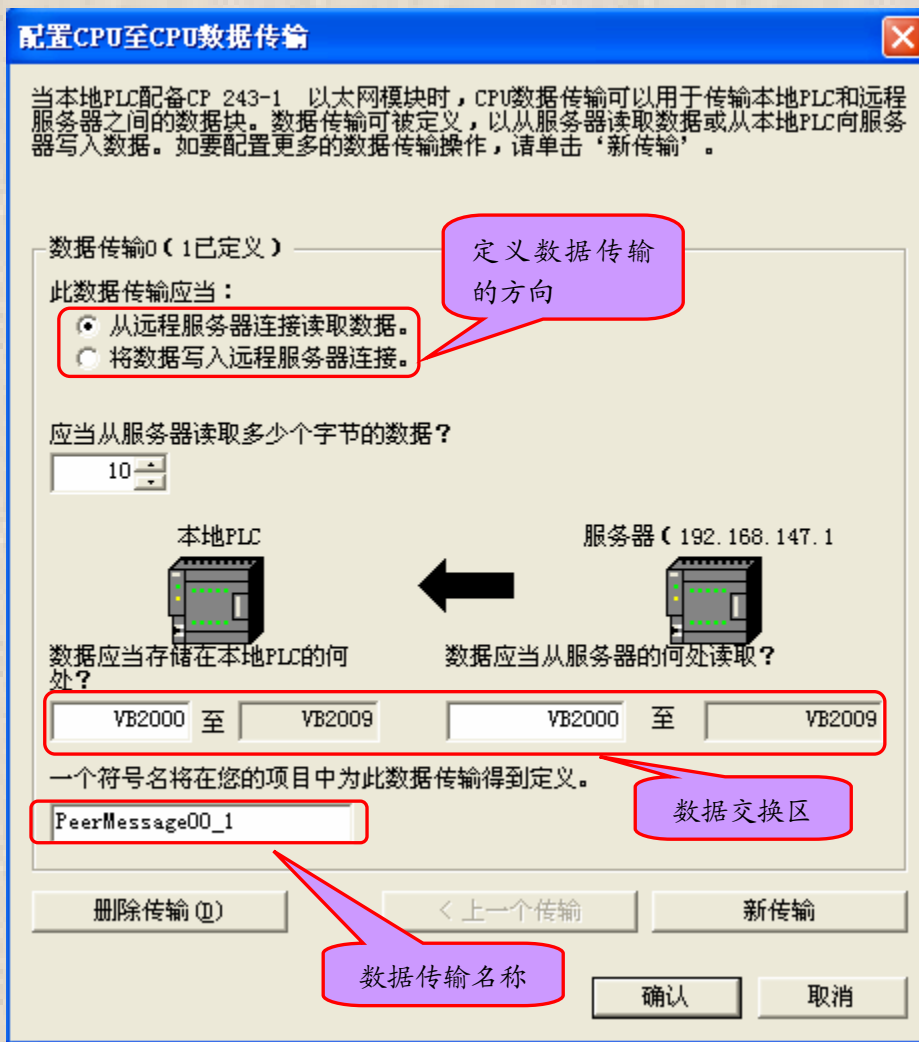 配置CPU至CPU数据传输
当本地PLC配备CP 243-1 以太网模块时，CPU数据传输可以用于传输本地PLC和远程
服务器之间的数据块。数据传输可被定义，以从服务器读取数据或从本地PLC向服务
器写入数据。如要配置更多的数据传输操作，请单击‘新传输’。
数据传输0（1已定义）
定义数据传输
的方向
此数据传输应当：
从远程服务器连接读取数据。
将数据写入远程服务器连接。
应当从服务器读取多少个字节的数据？
10
本地PLC
服务器（192.168.147.1
数据应当存储在本地PLC的何
处？
数据应当从服务器的何处读取？
VB2000 至 VB2009
VB2000 至 VB2009
一个符号名将在您的项目中为此数据传输得到定义。
数据交换区
PeerMessage00_1
删除传输(D)
< 上一个传输
新传输
数据传输名称
确认
取消